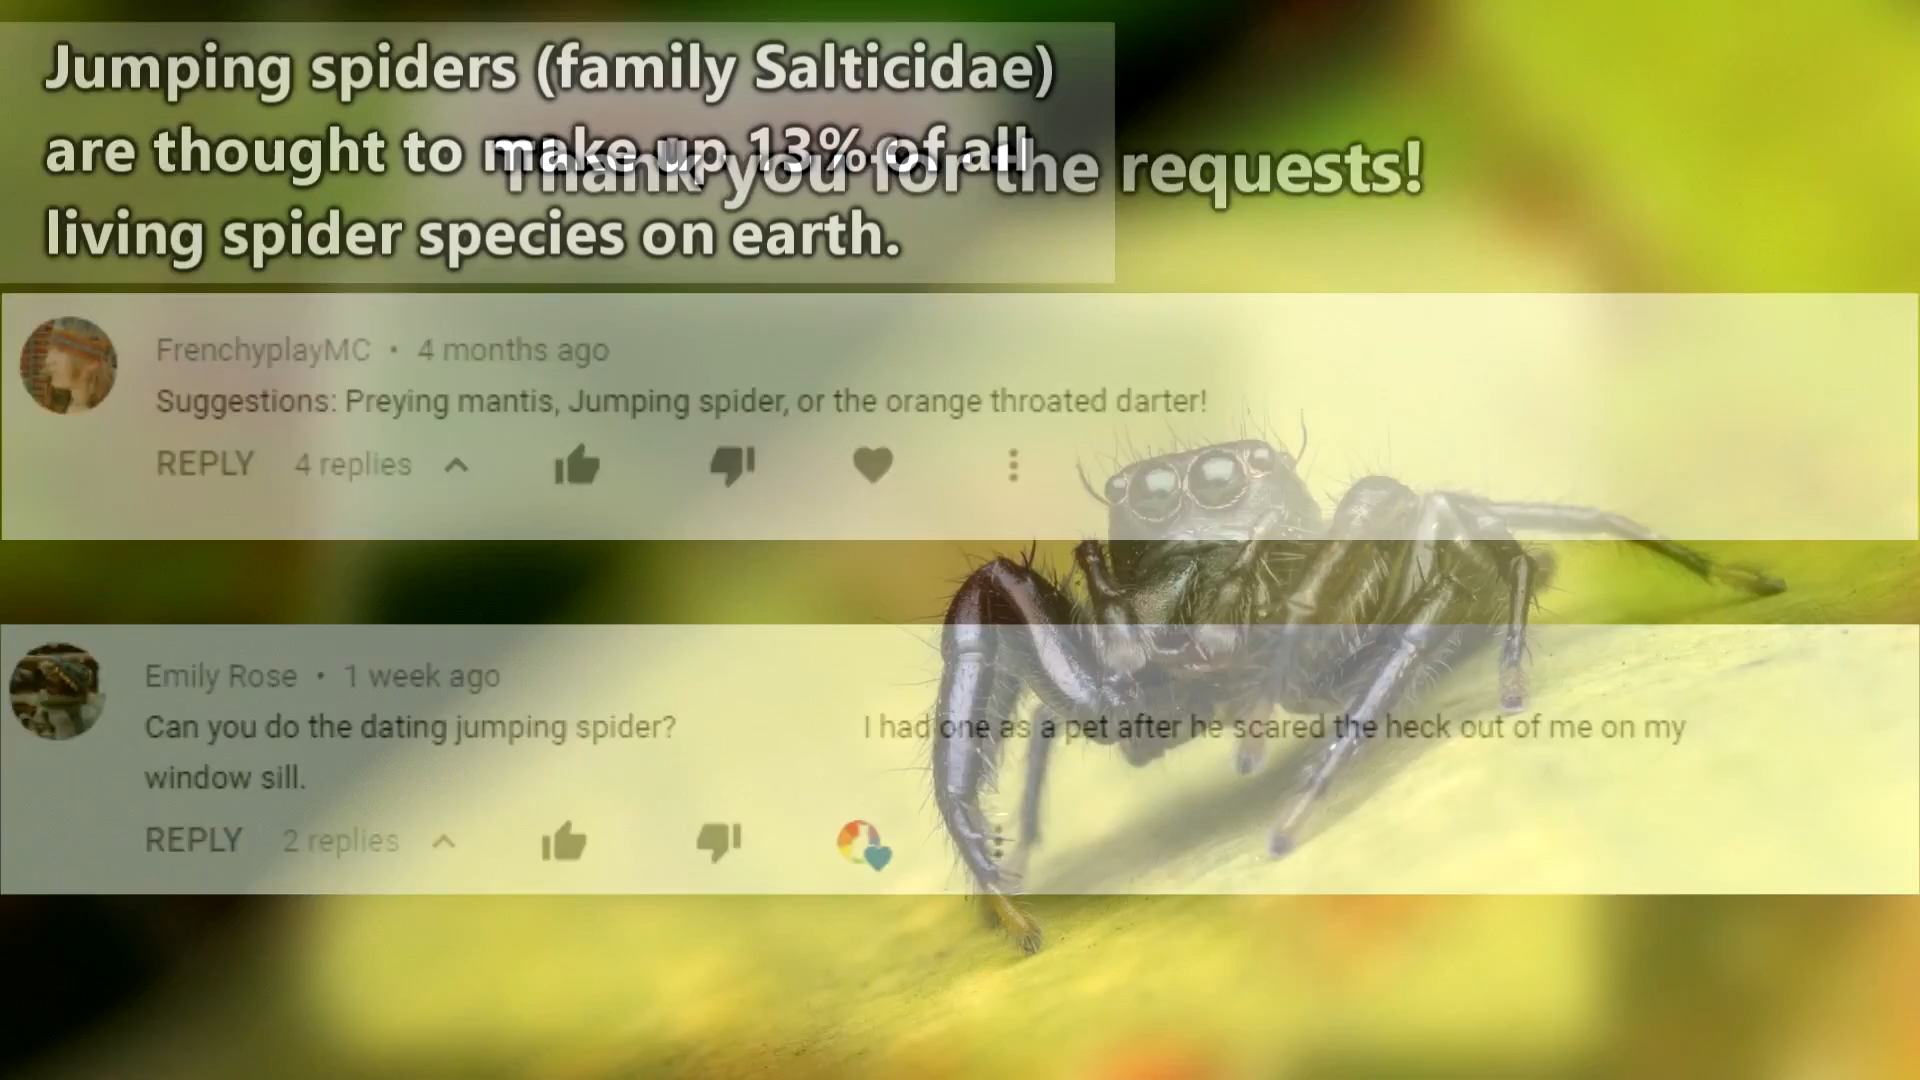 Jumping spiders (family Salticidae)
are thought to make up 13% of all
living spider species on earth.
Thank you for the requests!
FrenchyplayMC • 4 months ago
Suggestions: Preying mantis, Jumping spider, or the orange throated darter!
REPLY 4 replies
Emily Rose • 1 week ago
Can you do the dating jumping spider? I had one as a pet after he scared the heck out of me on my
window sill.
REPLY 2 replies